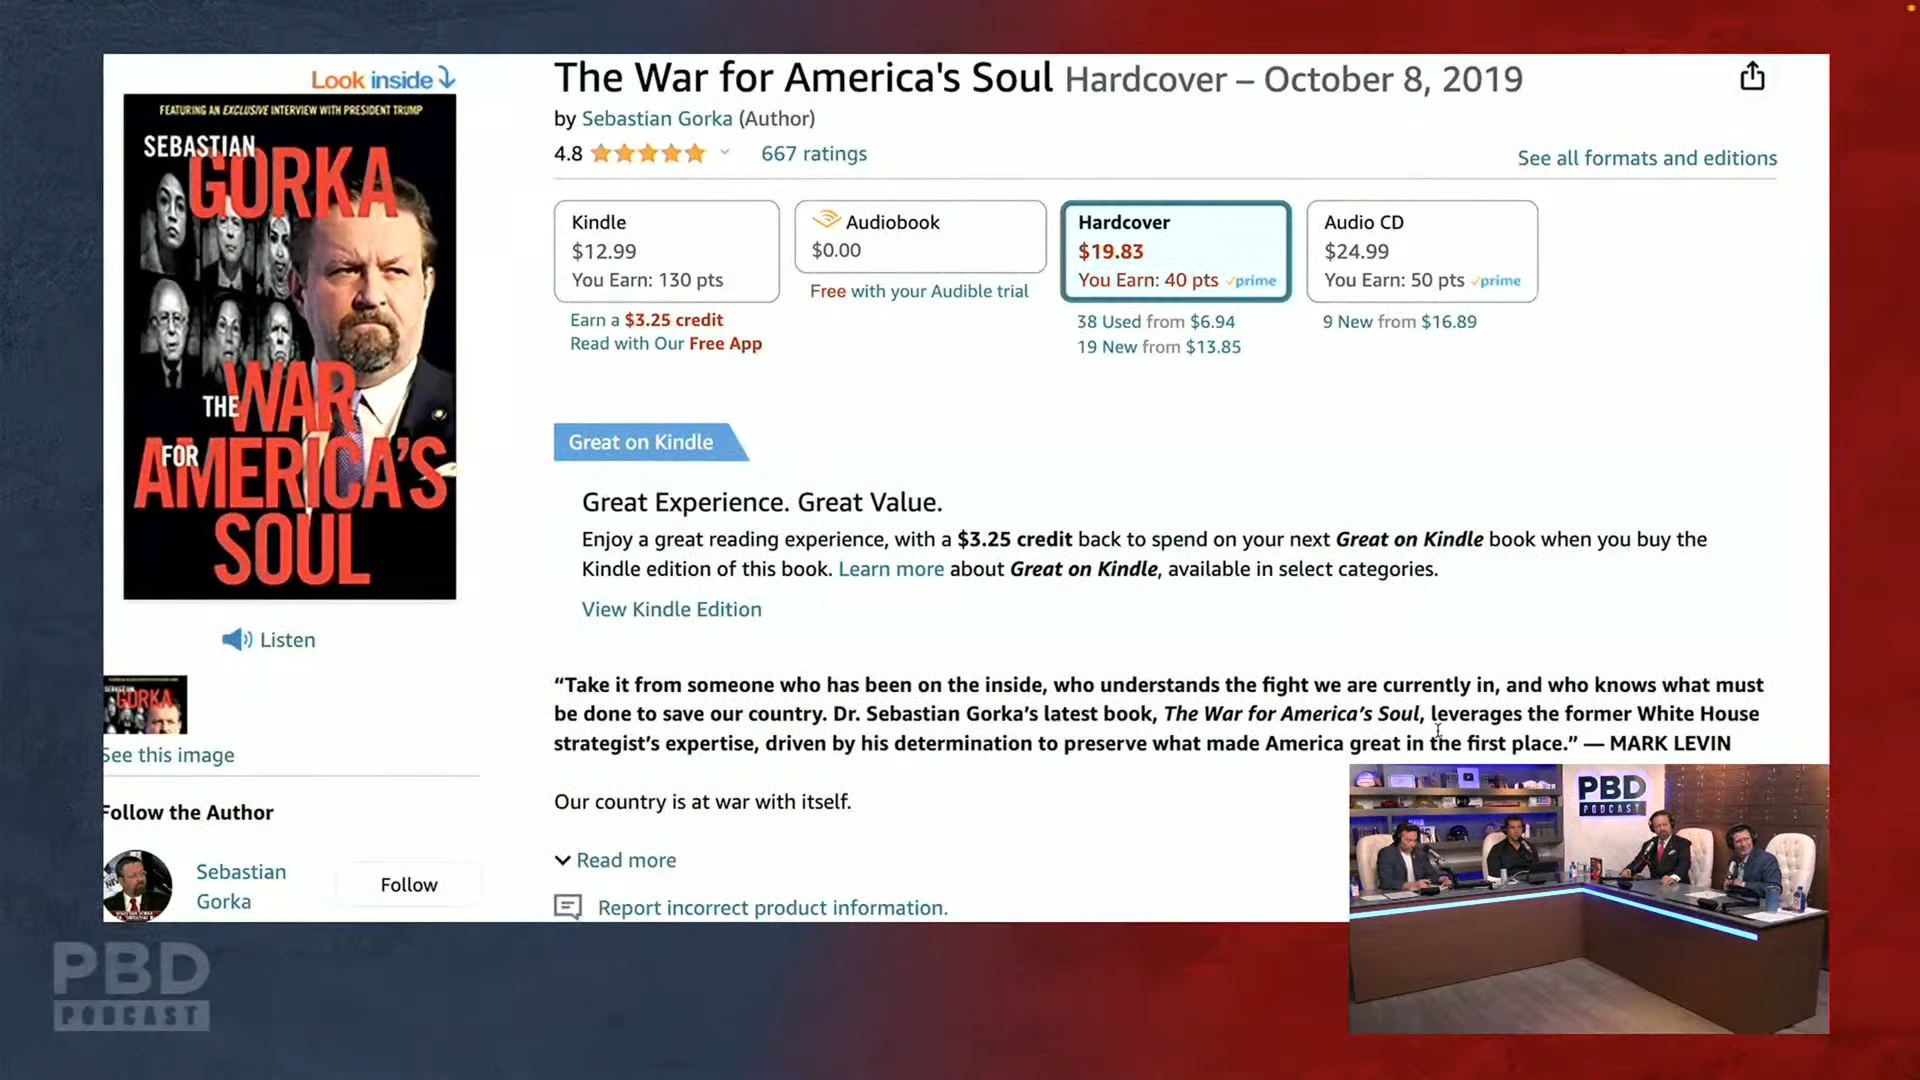 Look inside
FEATURING AN EXCLUSIVE INTERVIEW WITH PRESIDENT TRUMP
SEBASTIAN
GORKA
THE WAR
FOR
AMERICA'S
SOUL
Listen
See this image
Follow the Author
Sebastian
Gorka
Follow
The War for America's Soul Hardcover – October 8, 2019
by Sebastian Gorka (Author)
4.8 667 ratings
See all formats and editions
Kindle
$12.99
You Earn: 130 pts
Earn a $3.25 credit
Read with Our Free App
Audiobook
$0.00
Free with your Audible trial
Hardcover
$19.83
You Earn: 40 pts prime
38 Used from $6.94
19 New from $13.85
Audio CD
$24.99
You Earn: 50 pts prime
9 New from $16.89
Great on Kindle
Great Experience. Great Value.
Enjoy a great reading experience, with a $3.25 credit back to spend on your next Great on Kindle book when you buy the
Kindle edition of this book. Learn more about Great on Kindle, available in select categories.
View Kindle Edition
“Take it from someone who has been on the inside, who understands the fight we are currently in, and who knows what must
be done to save our country. Dr. Sebastian Gorka’s latest book, The War for America’s Soul, leverages the former White House
strategist’s expertise, driven by his determination to preserve what made America great in the first place.” — MARK LEVIN
Our country is at war with itself.
Read more
Report incorrect product information.
PBD
PODCAST
PBD
PODCAST